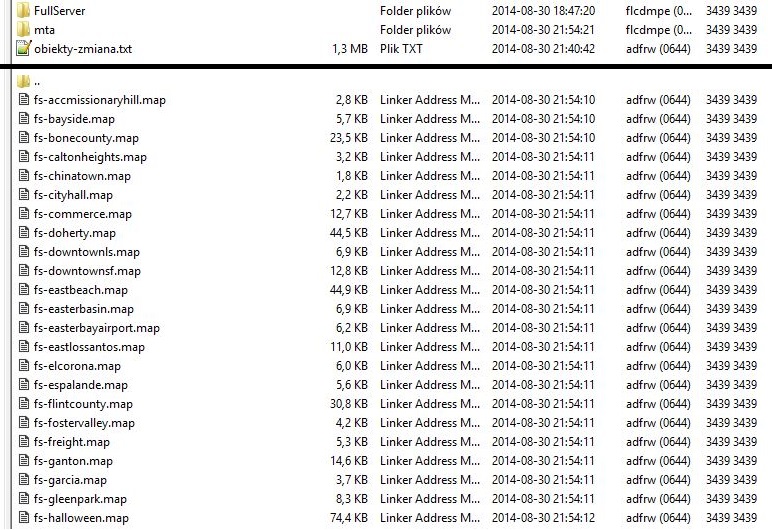 FullServer Folder plików 2014-08-30 18:47:20 flcdmpe (0... 3439 3439
mta Folder plików 2014-08-30 21:54:21 flcdmpe (0... 3439 3439
obiekty-zmiana.txt 1,3 MB Plik TXT 2014-08-30 21:40:42 adfrw (0644) 3439 3439
..
fs-accmissionaryhill.map 2,8 KB Linker Address M... 2014-08-30 21:54:10 adfrw (0644) 3439 3439
fs-bayside.map 5,7 KB Linker Address M... 2014-08-30 21:54:10 adfrw (0644) 3439 3439
fs-bonecounty.map 23,5 KB Linker Address M... 2014-08-30 21:54:10 adfrw (0644) 3439 3439
fs-caltonheights.map 3,2 KB Linker Address M... 2014-08-30 21:54:11 adfrw (0644) 3439 3439
fs-chinatown.map 1,8 KB Linker Address M... 2014-08-30 21:54:11 adfrw (0644) 3439 3439
fs-cityhall.map 2,2 KB Linker Address M... 2014-08-30 21:54:11 adfrw (0644) 3439 3439
fs-commerce.map 12,7 KB Linker Address M... 2014-08-30 21:54:11 adfrw (0644) 3439 3439
fs-doherty.map 44,5 KB Linker Address M... 2014-08-30 21:54:11 adfrw (0644) 3439 3439
fs-downtownls.map 6,9 KB Linker Address M... 2014-08-30 21:54:11 adfrw (0644) 3439 3439
fs-downtownsf.map 12,8 KB Linker Address M... 2014-08-30 21:54:11 adfrw (0644) 3439 3439
fs-eastbeach.map 44,9 KB Linker Address M... 2014-08-30 21:54:11 adfrw (0644) 3439 3439
fs-easterbasin.map 6,9 KB Linker Address M... 2014-08-30 21:54:11 adfrw (0644) 3439 3439
fs-easterbayairport.map 6,2 KB Linker Address M... 2014-08-30 21:54:11 adfrw (0644) 3439 3439
fs-eastlossantos.map 11,0 KB Linker Address M... 2014-08-30 21:54:11 adfrw (0644) 3439 3439
fs-elcorona.map 6,0 KB Linker Address M... 2014-08-30 21:54:11 adfrw (0644) 3439 3439
fs-espalande.map 5,6 KB Linker Address M... 2014-08-30 21:54:11 adfrw (0644) 3439 3439
fs-flintcounty.map 30,8 KB Linker Address M... 2014-08-30 21:54:11 adfrw (0644) 3439 3439
fs-fostervalley.map 4,2 KB Linker Address M... 2014-08-30 21:54:11 adfrw (0644) 3439 3439
fs-freight.map 5,3 KB Linker Address M... 2014-08-30 21:54:11 adfrw (0644) 3439 3439
fs-ganton.map 14,6 KB Linker Address M... 2014-08-30 21:54:11 adfrw (0644) 3439 3439
fs-garcia.map 3,7 KB Linker Address M... 2014-08-30 21:54:11 adfrw (0644) 3439 3439
fs-gleenpark.map 8,3 KB Linker Address M... 2014-08-30 21:54:11 adfrw (0644) 3439 3439
fs-halloween.map 74,4 KB Linker Address M... 2014-08-30 21:54:12 adfrw (0644) 3439 3439